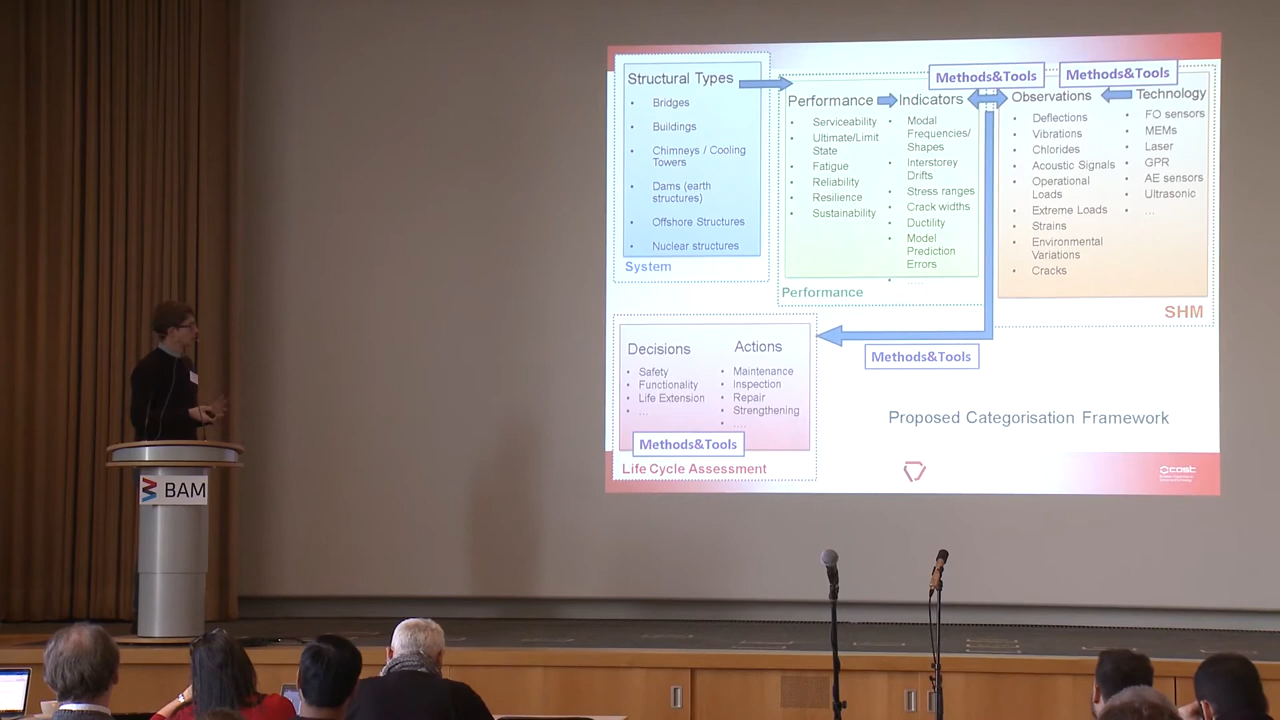 Structural Types
• Bridges
• Buildings
• Chimneys / Cooling
Towers
• Dams (earth
structures)
• Offshore Structures
• Nuclear structures
System
Performance
• Serviceability
• Ultimate/Limit
State
• Fatigue
• Reliability
• Resilience
• Sustainability
Indicators
• Modal
Frequencies/
Shapes
• Interstorey
Drifts
• Stress ranges
• Crack widths
• Ductility
• Model
Prediction
Errors
• .....
Performance
Methods&Tools
Methods&Tools
Observations
• Deflections
• Vibrations
• Chlorides
• Acoustic Signals
• Operational
Loads
• Extreme Loads
• Strains
• Environmental
Variations
• Cracks
Technology
• FO sensors
• MEMs
• Laser
• GPR
• AE sensors
• Ultrasonic
• ...
SHM
Methods&Tools
Decisions
• Safety
• Functionality
• Life Extension
• ...
Actions
• Maintenance
• Inspection
• Repair
• Strengthening
• ....
Methods&Tools
Life Cycle Assessment
Proposed Categorisation Framework
cost
BAM